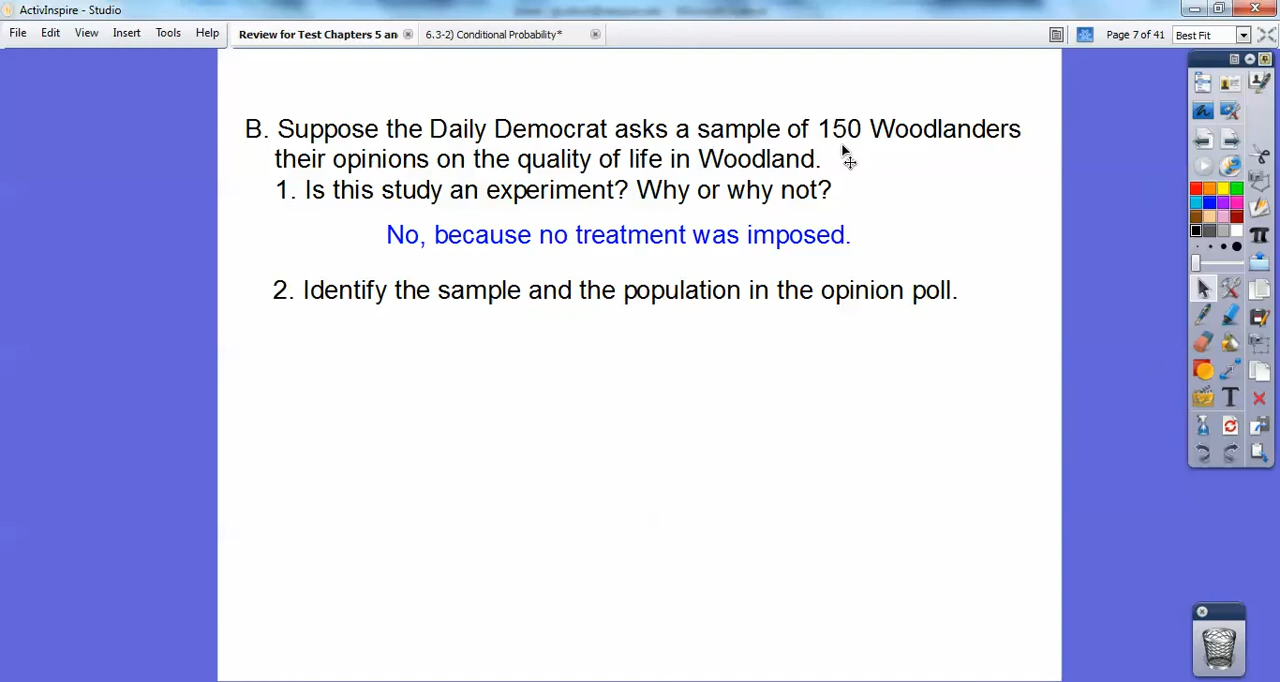 ActivInspire - Studio
File Edit View Insert Tools Help
Review for Test Chapters 5 an
6.3-2) Conditional Probability*
Page 7 of 41
Best Fit
B. Suppose the Daily Democrat asks a sample of 150 Woodlanders
their opinions on the quality of life in Woodland.
1. Is this study an experiment? Why or why not?
No, because no treatment was imposed.
2. Identify the sample and the population in the opinion poll.